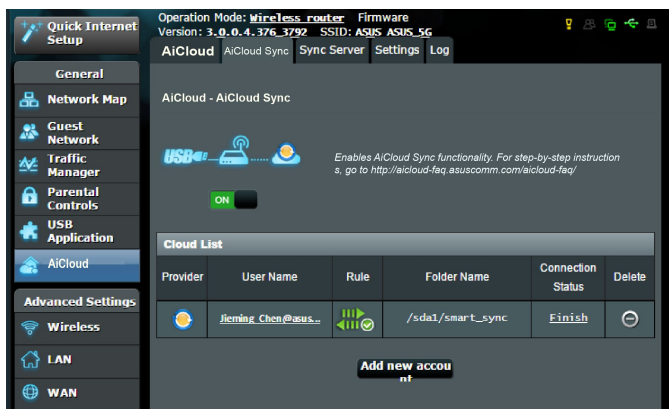 Quick Internet
Setup
Operation Mode: Wireless router Firmware
Version: 3.0.0.4.376_3792 SSID: ASUS ASUS_5G
AiCloud AiCloud Sync Sync Server Settings Log
General
Network Map
Guest
Network
Traffic
Manager
Parental
Controls
USB
Application
AiCloud
Advanced Settings
Wireless
LAN
WAN
AiCloud - AiCloud Sync
USB
Enables AiCloud Sync functionality. For step-by-step instruction
s, go to http://aicloud-faq.asuscomm.com/aicloud-faq/
ON
Cloud List
Provider User Name Rule Folder Name Connection Status Delete
Jieming Chen@asus... /sda1/smart_sync Finish
Add new accou
nt